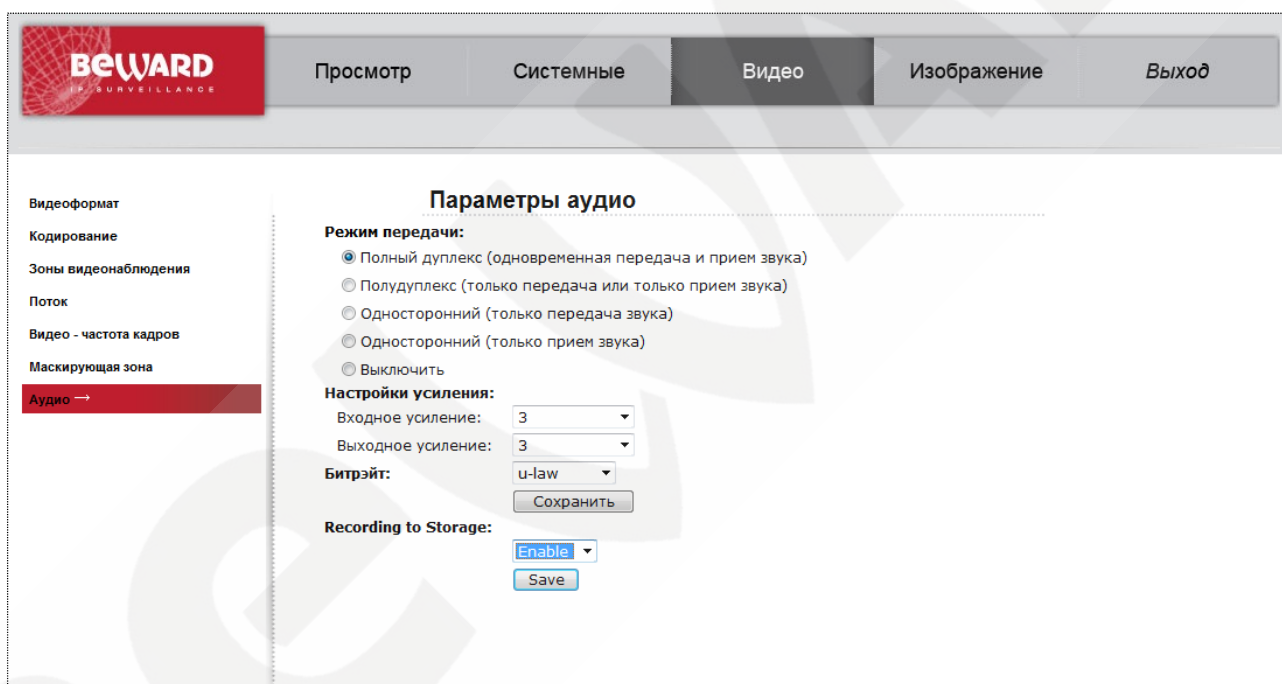 BEWARD
IP SURVEILLANCE
Просмотр
Системные
Видео
Изображение
Выход
Видеоформат
Кодирование
Зоны видеонаблюдения
Поток
Видео - частота кадров
Маскирующая зона
Аудио →
Параметры аудио
Режим передачи:
Полный дуплекс (одновременная передача и прием звука)
Полудуплекс (только передача или только прием звука)
Односторонний (только передача звука)
Односторонний (только прием звука)
Выключить
Настройки усиления:
Входное усиление: 3
Выходное усиление: 3
Битрэйт: u-law
Сохранить
Recording to Storage:
Enable
Save